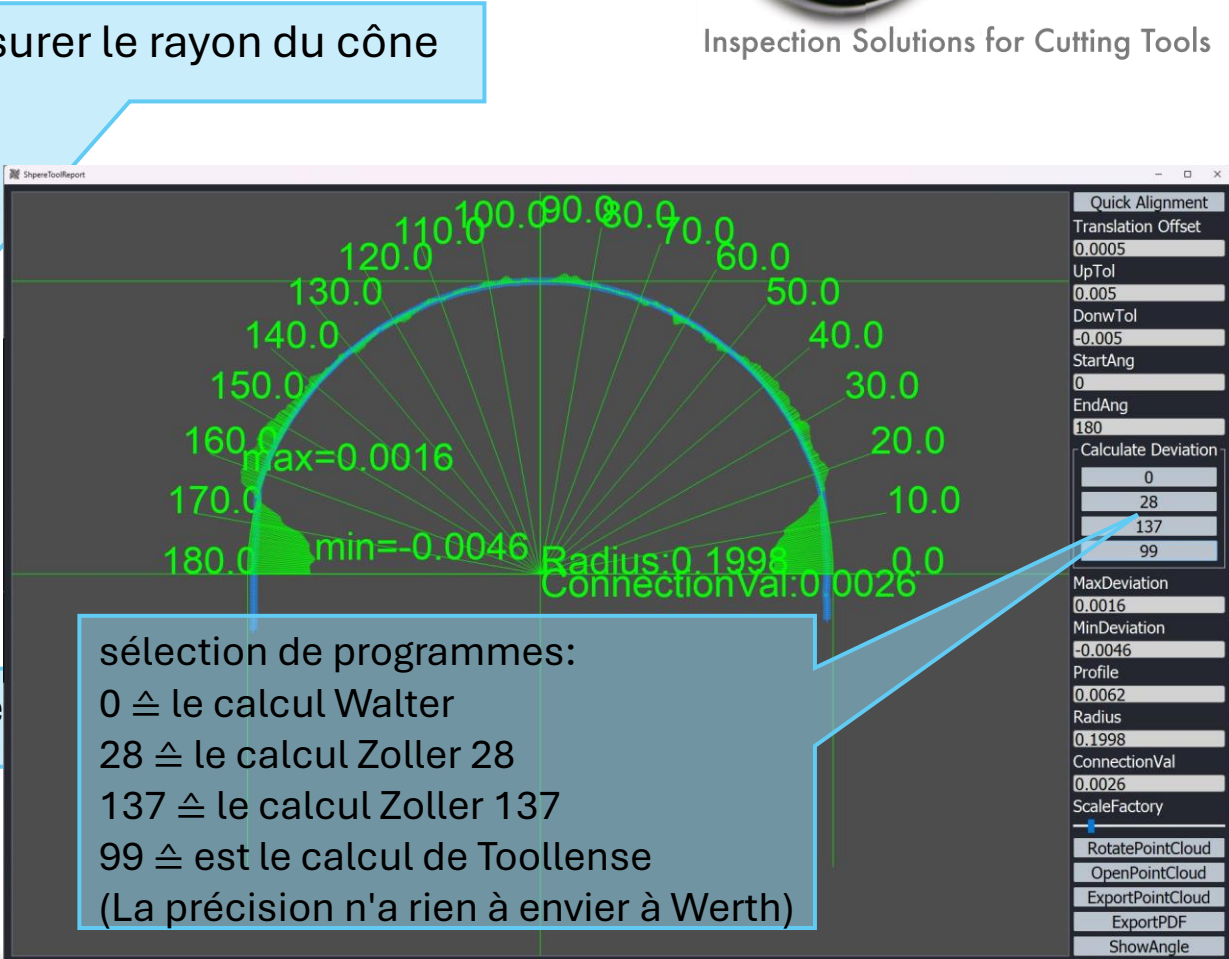 surer le rayon du cône
Inspection Solutions for Cutting Tools
ShpereToolReport
100.0
90.0
80.0
110.0
70.0
120.0
60.0
130.0
50.0
140.0
40.0
150.0
30.0
160.0
20.0
max=0.0016
170.0
10.0
180.0
min=-0.0046
Radius:0.1998
0.0
ConnectionVal:0.0026
Quick Alignment
Translation Offset
0.0005
UpTol
0.005
DonwTol
-0.005
StartAng
0
EndAng
180
Calculate Deviation
0
28
137
99
MaxDeviation
0.0016
MinDeviation
-0.0046
Profile
0.0062
Radius
0.1998
ConnectionVal
0.0026
ScaleFactory
RotatePointCloud
OpenPointCloud
ExportPointCloud
ExportPDF
ShowAngle
sélection de programmes:
0 ≙ le calcul Walter
28 ≙ le calcul Zoller 28
137 ≙ le calcul Zoller 137
99 ≙ est le calcul de Toollense
(La précision n'a rien à envier à Werth)